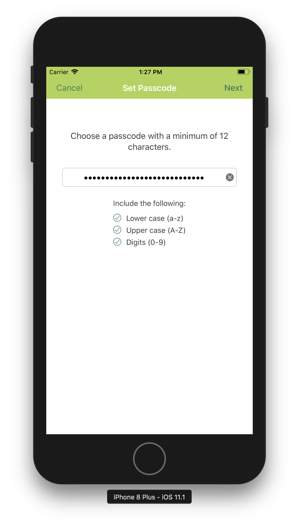 Carrier 1:27 PM
Cancel Set Passcode Next
Choose a passcode with a minimum of 12
characters.
••••••••••••••••••••••••••••
Include the following:
Lower case (a-z)
Upper case (A-Z)
Digits (0-9)
iPhone 8 Plus - iOS 11.1